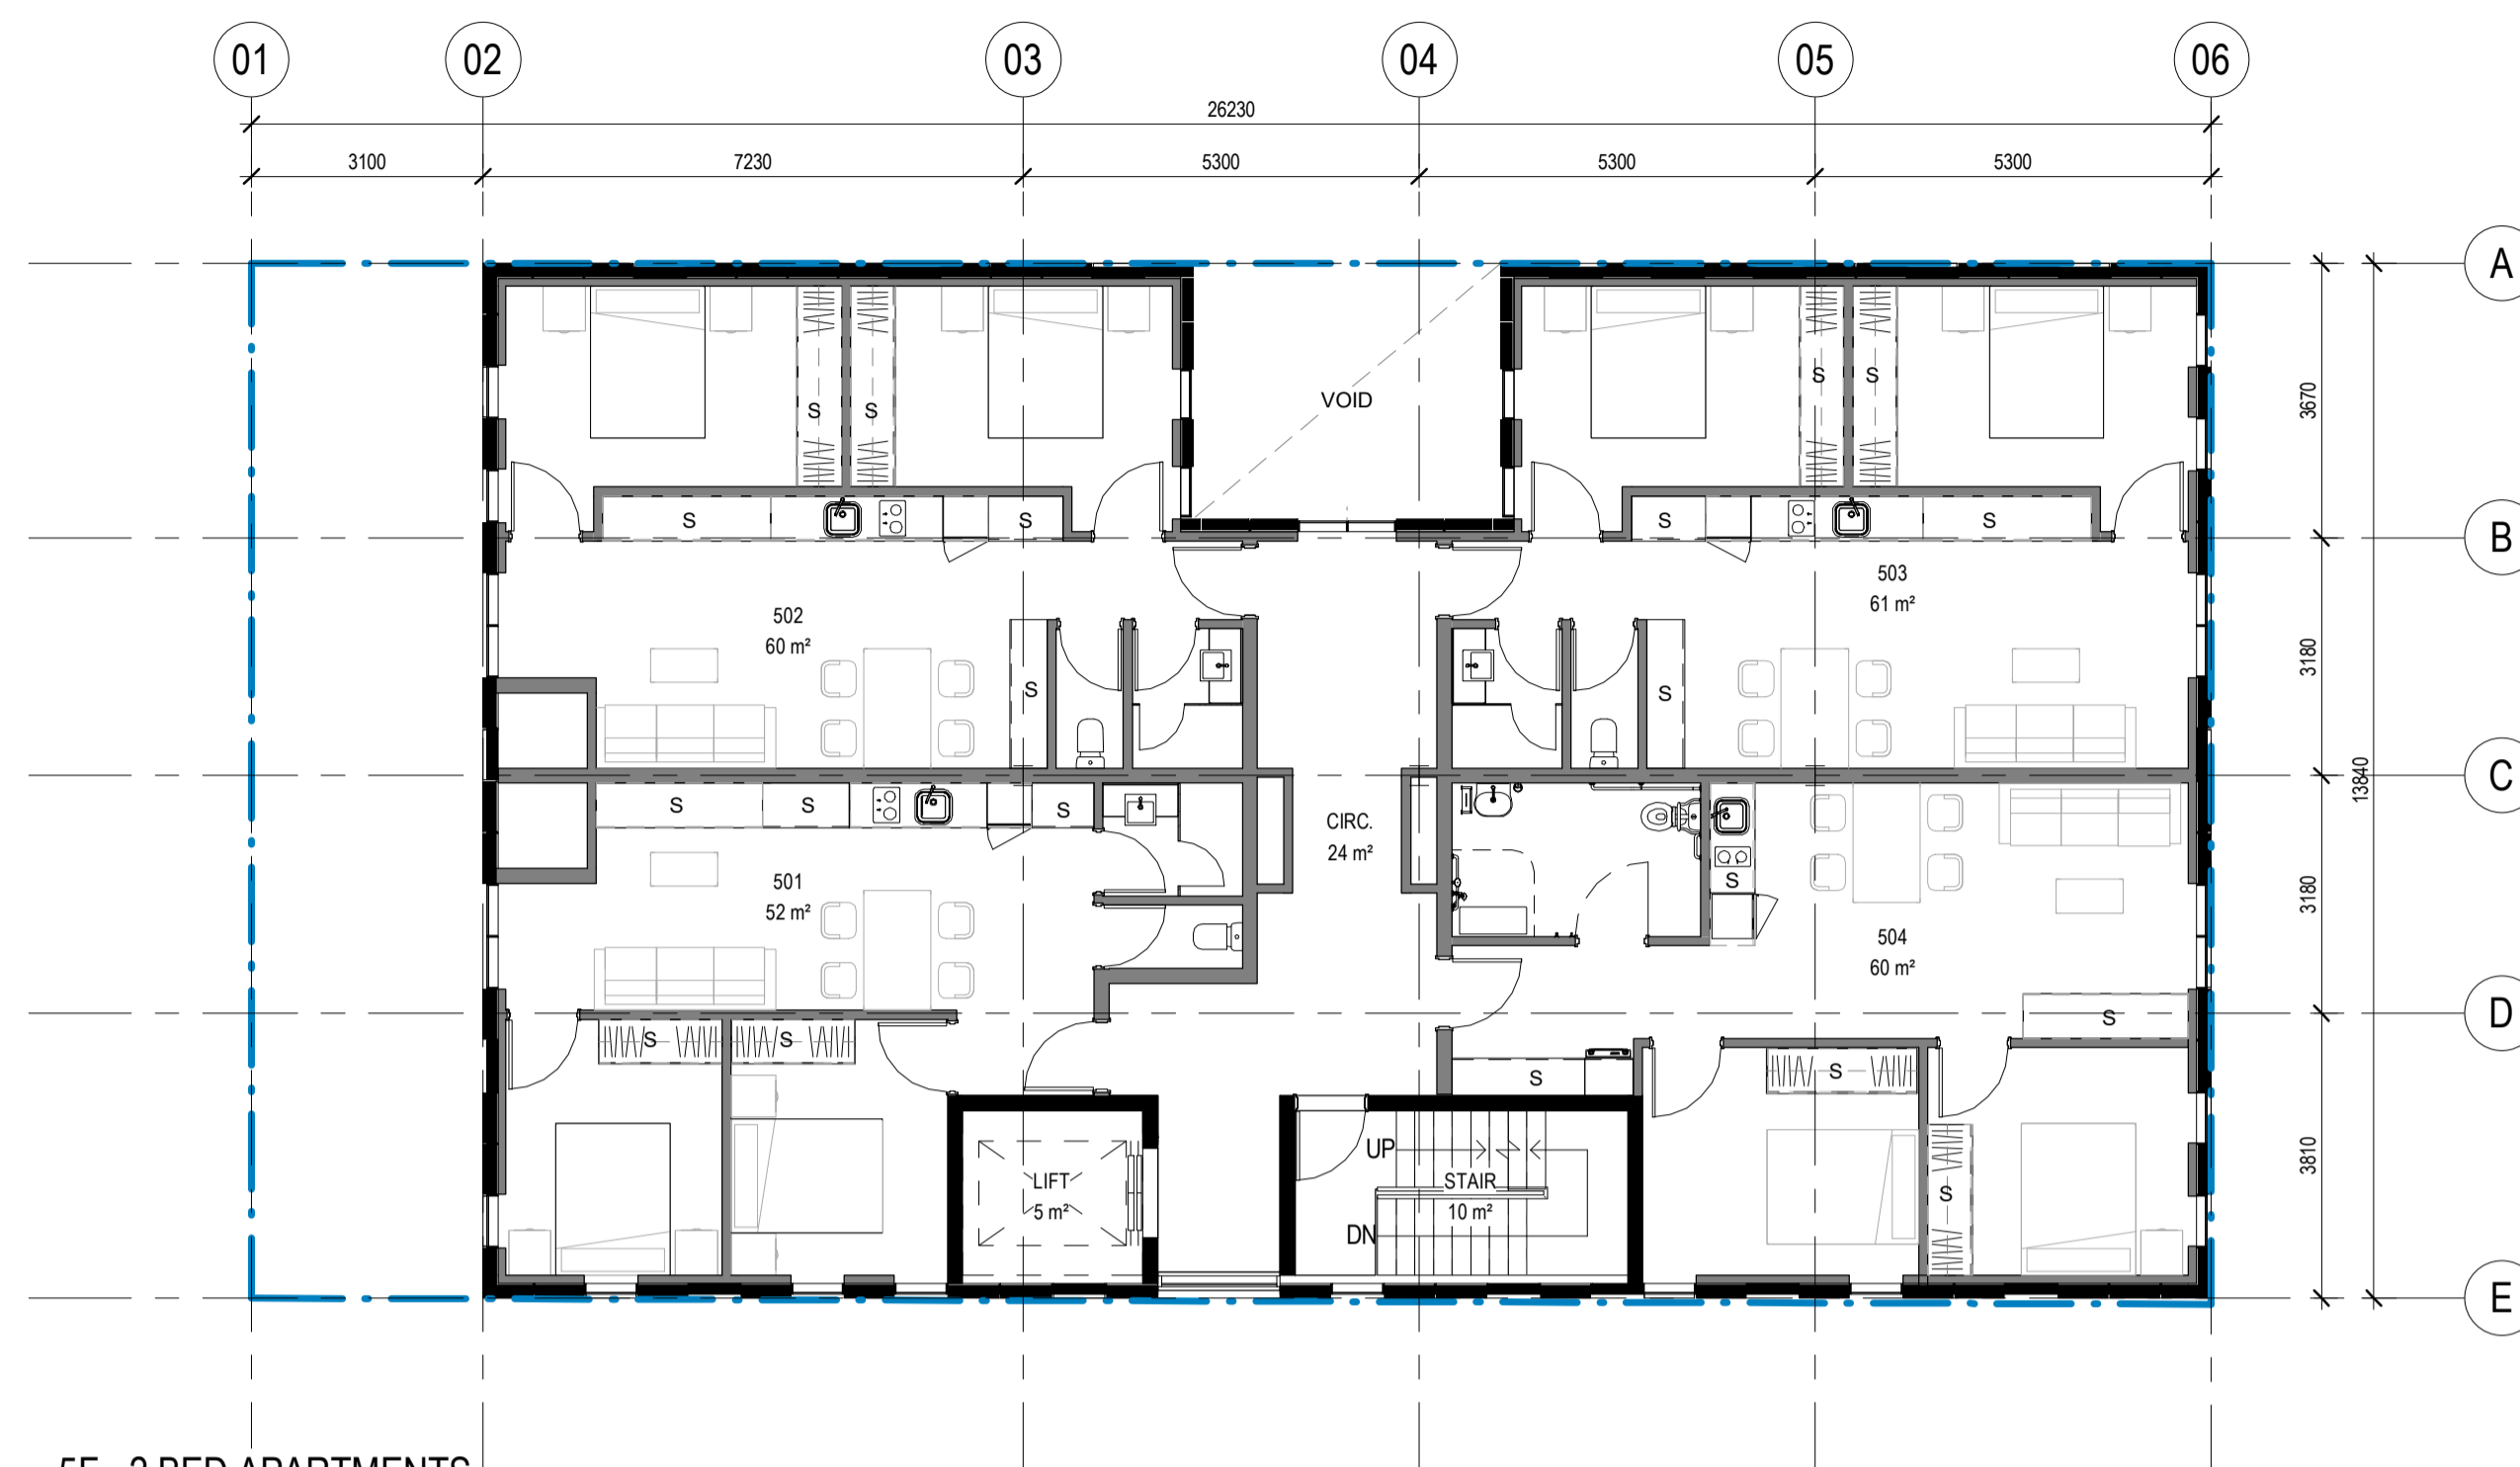 01 02 03 04 05 06
26230
3100 7230 5300 5300 5300
A
S S VOID S S
3670
S S S S
B
503
61 m²
502
60 m²
3180
S S
C
13840
S S S
CIRC.
24 m²
501
52 m²
S
3180
504
60 m²
S
D
S S
S S
UP
LIFT
5 m²
STAIR
10 m²
S
3810
DN
E
BED APARTMENTS